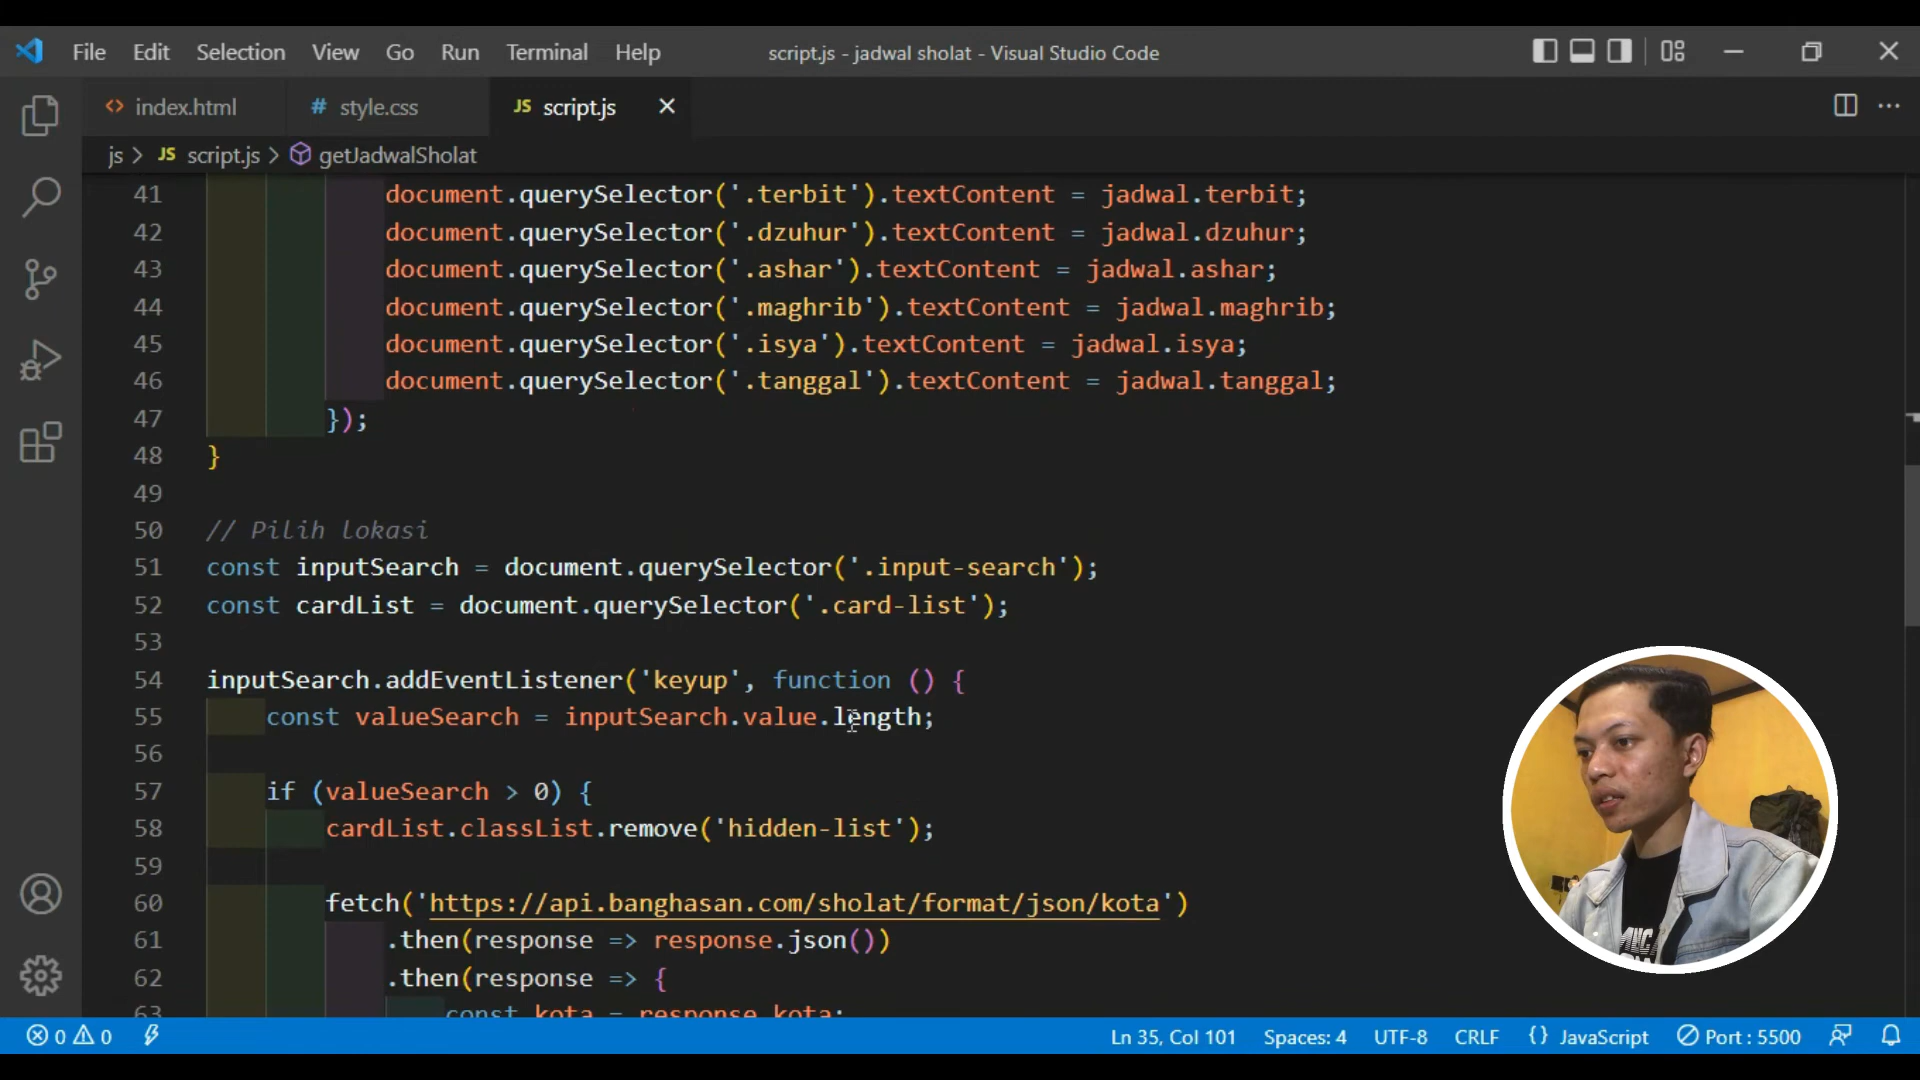 File Edit Selection View Go Run Terminal Help script.js - jadwal sholat - Visual Studio Code
index.html # style.css JS script.js
js > JS script.js > getJadwalSholat
41 document.querySelector('.terbit').textContent = jadwal.terbit;
42 document.querySelector('.dzuhur').textContent = jadwal.dzuhur;
43 document.querySelector('.ashar').textContent = jadwal.ashar;
44 document.querySelector('.maghrib').textContent = jadwal.maghrib;
45 document.querySelector('.isya').textContent = jadwal.isya;
46 document.querySelector('.tanggal').textContent = jadwal.tanggal;
47 });
48 }
49
50 // Pilih lokasi
51 const inputSearch = document.querySelector('.input-search');
52 const cardList = document.querySelector('.card-list');
53
54 inputSearch.addEventListener('keyup', function () {
55 const valueSearch = inputSearch.value.length;
56
57 if (valueSearch > 0) {
58 cardList.classList.remove('hidden-list');
59
60 fetch('https://api.banghasan.com/sholat/format/json/kota')
61 .then(response => response.json())
62 .then(response => {
63 const kota = response.kota;
0 0 Ln 35, Col 101 Spaces: 4 UTF-8 CRLF {} JavaScript Port : 5500